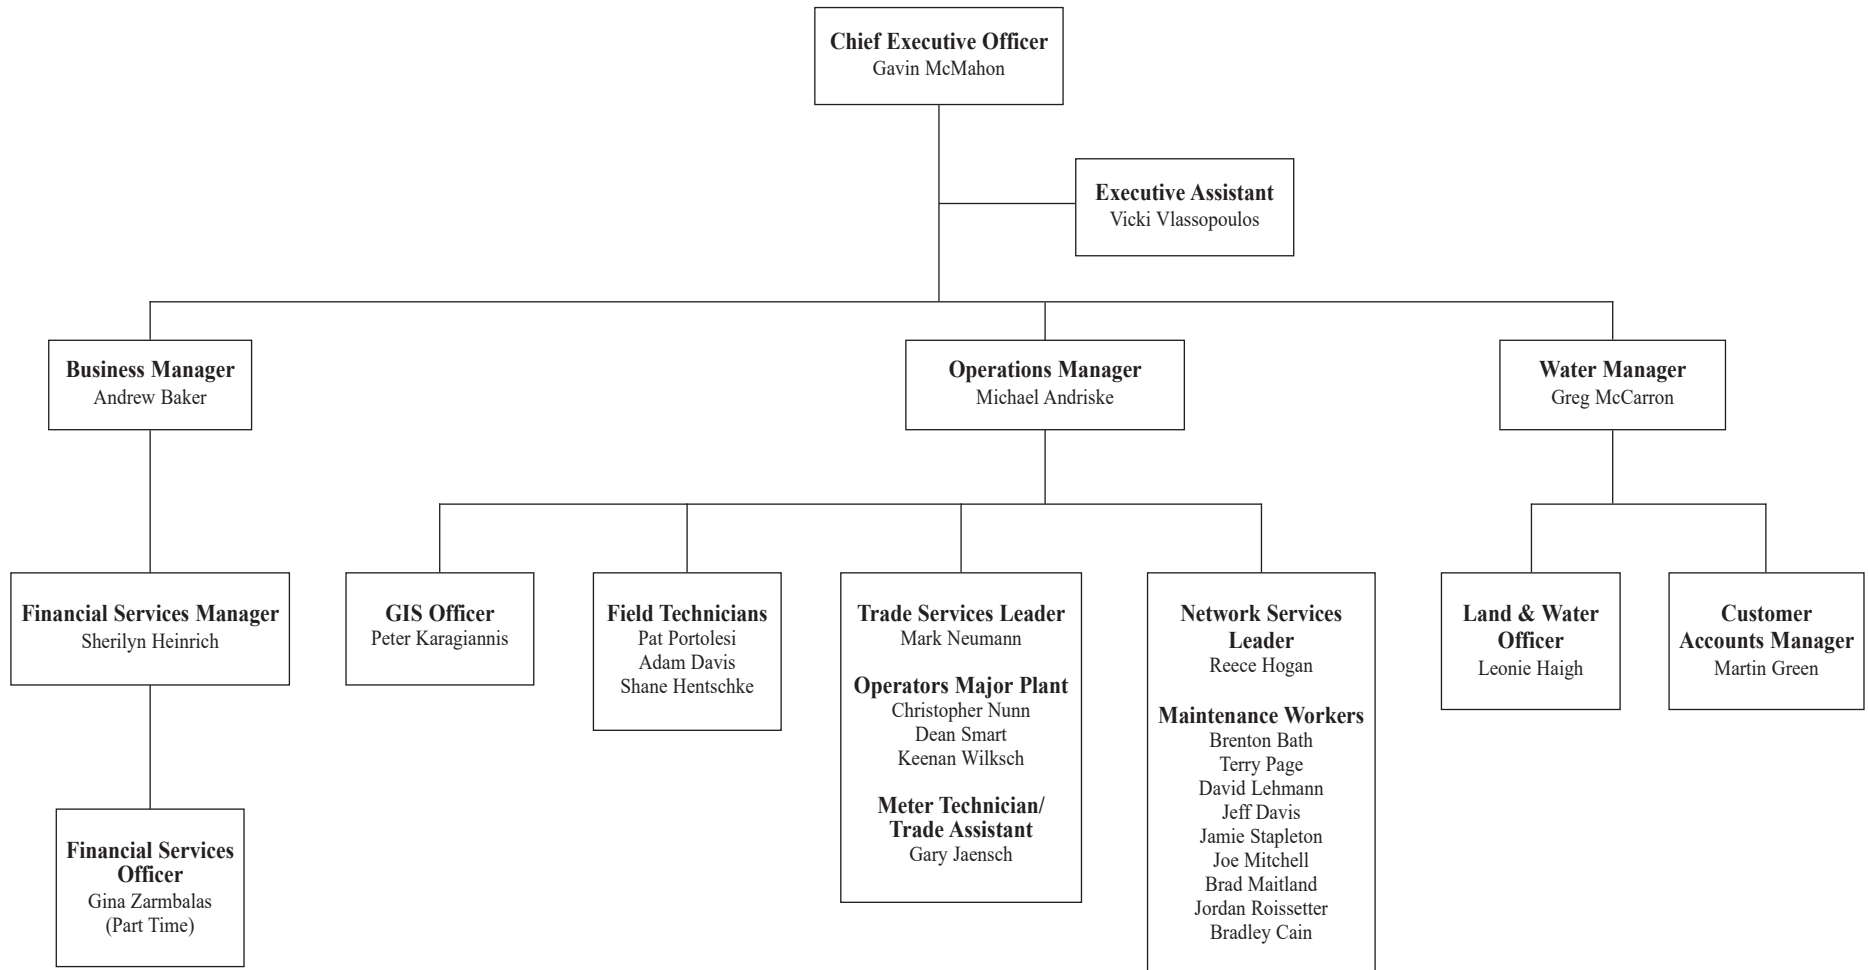 Chief Executive Officer
Gavin McMahon
Executive Assistant
Vicki Vlassopoulos
Business Manager
Andrew Baker
Operations Manager
Michael Andriske
Water Manager
Greg McCarron
Financial Services Manager
Sherilyn Heinrich
GIS Officer
Peter Karagiannis
Field Technicians
Pat Portolesi
Adam Davis
Shane Hentschke
Trade Services Leader
Mark Neumann
Operators Major Plant
Christopher Nunn
Dean Smart
Keenan Wilksch
Meter Technician/
Trade Assistant
Gary Jaensch
Network Services
Leader
Reece Hogan
Maintenance Workers
Brenton Bath
Terry Page
David Lehmann
Jeff Davis
Jamie Stapleton
Joe Mitchell
Brad Maitland
Jordan Roissetter
Bradley Cain
Land & Water
Officer
Leonie Haigh
Customer
Accounts Manager
Martin Green
Financial Services
Officer
Gina Zarmbalas
(Part Time)